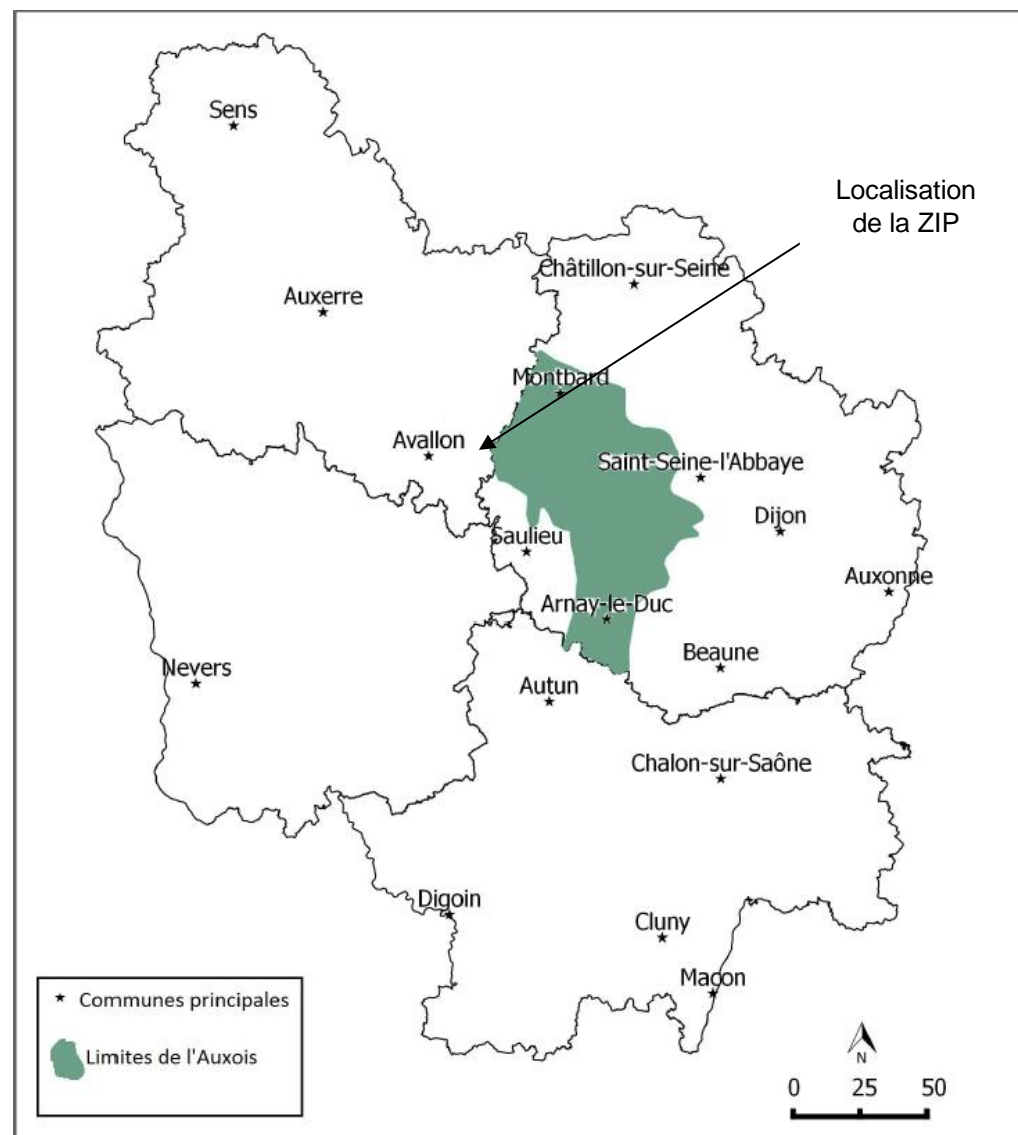 Sens
Localisation
de la ZIP
Châtillon-sur-Seine
Auxerre
Montbard
Avallon
Saint-Seine-l'Abbaye
Dijon
Saulieu
Auxonne
Arnay-le-Duc
Beaune
Nevers
Autun
Chalon-sur-Saône
Digoin
Cluny
Macon
Communes principales
Limites de l'Auxois
N
0 25 50